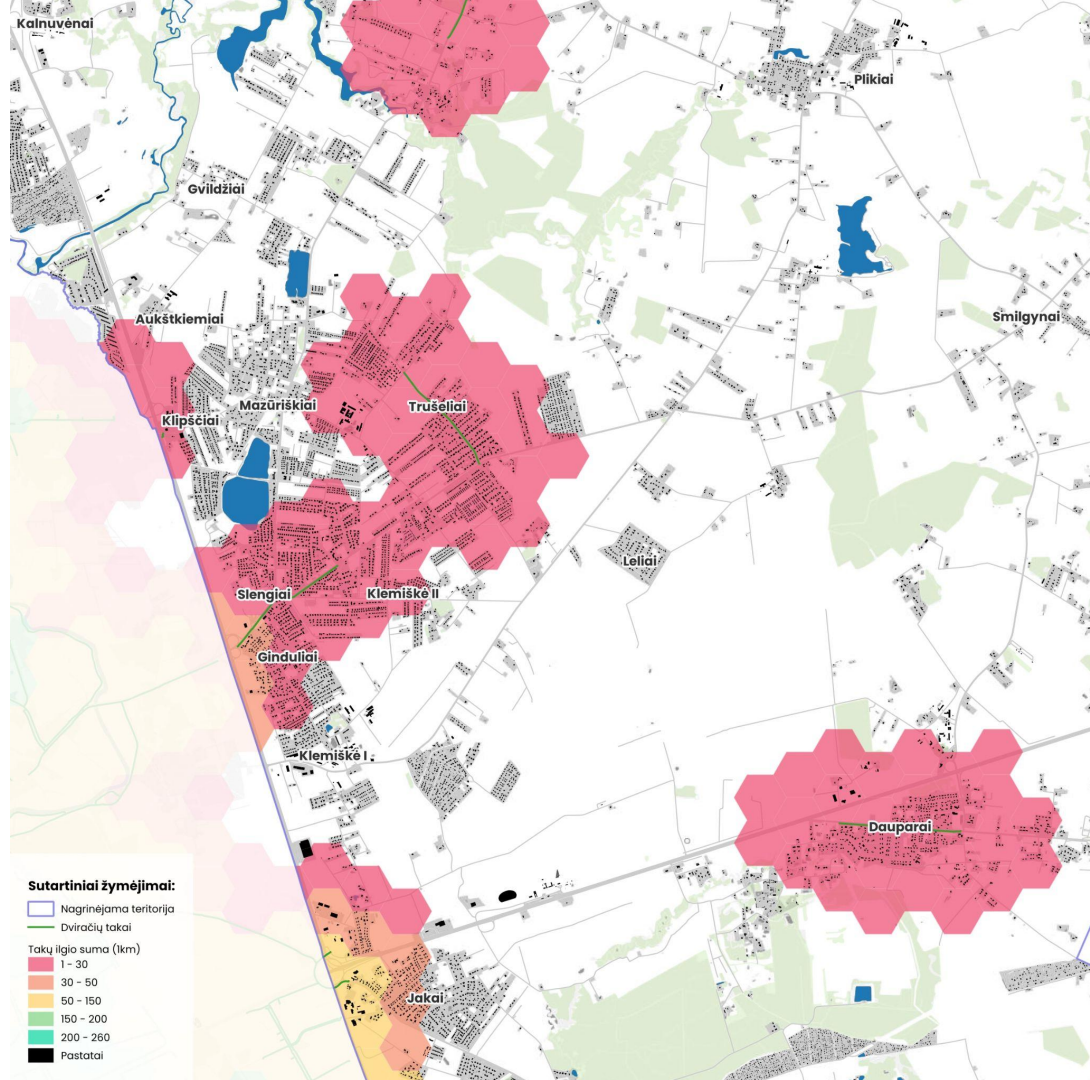 Kalnuvėnai
Plikiai
Gvildžiai
Aukštkiemiai
Smilgynai
Mazūriškiai
Trušeliai
Klipščiai
Leliai
Slengiai
Klemiškė II
Ginduliai
Klemiškė I
Dauparai
Jakai
Sutartiniai žymėjimai:
Nagrinėjama teritorija
Dviračių takai
Takų ilgio suma (1km)
1 - 30
30 - 50
50 - 150
150 - 200
200 - 260
Pastatai